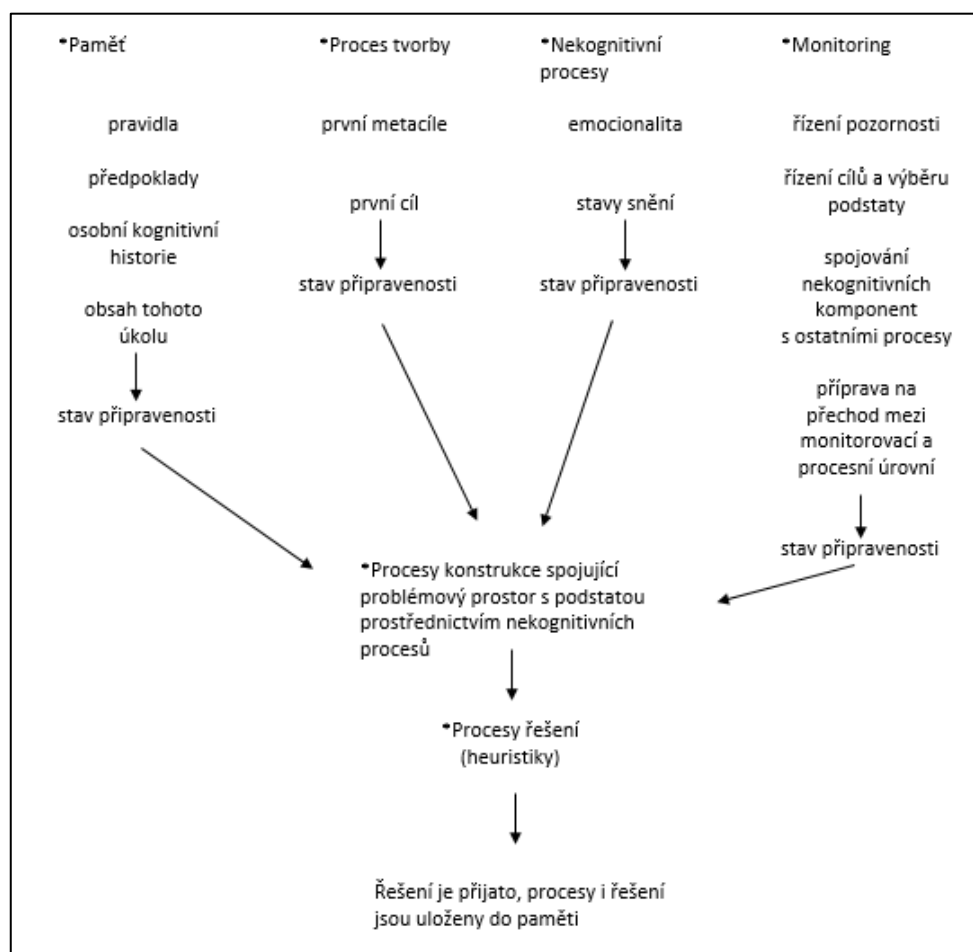 *Paměť
pravidla
předpoklady
osobní kognitivní
historie
obsah tohoto
úkolu
stav připravenosti
*Proces tvorby
první metacíle
první cíl
stav připravenosti
*Nekognitivní
procesy
emocionalita
stavy snění
stav připravenosti
*Monitoring
řízení pozornosti
řízení cílů a výběru
podstaty
spojování
nekognitivních
komponent
s ostatními procesy
příprava na
přechod mezi
monitorovací a
procesní úrovní
stav připravenosti
*Procesy konstrukce spojující
problémový prostor s podstatou
prostřednictvím nekognitivních
procesů
*Procesy řešení
(heuristiky)
Řešení je přijato, procesy i řešení
jsou uloženy do paměti